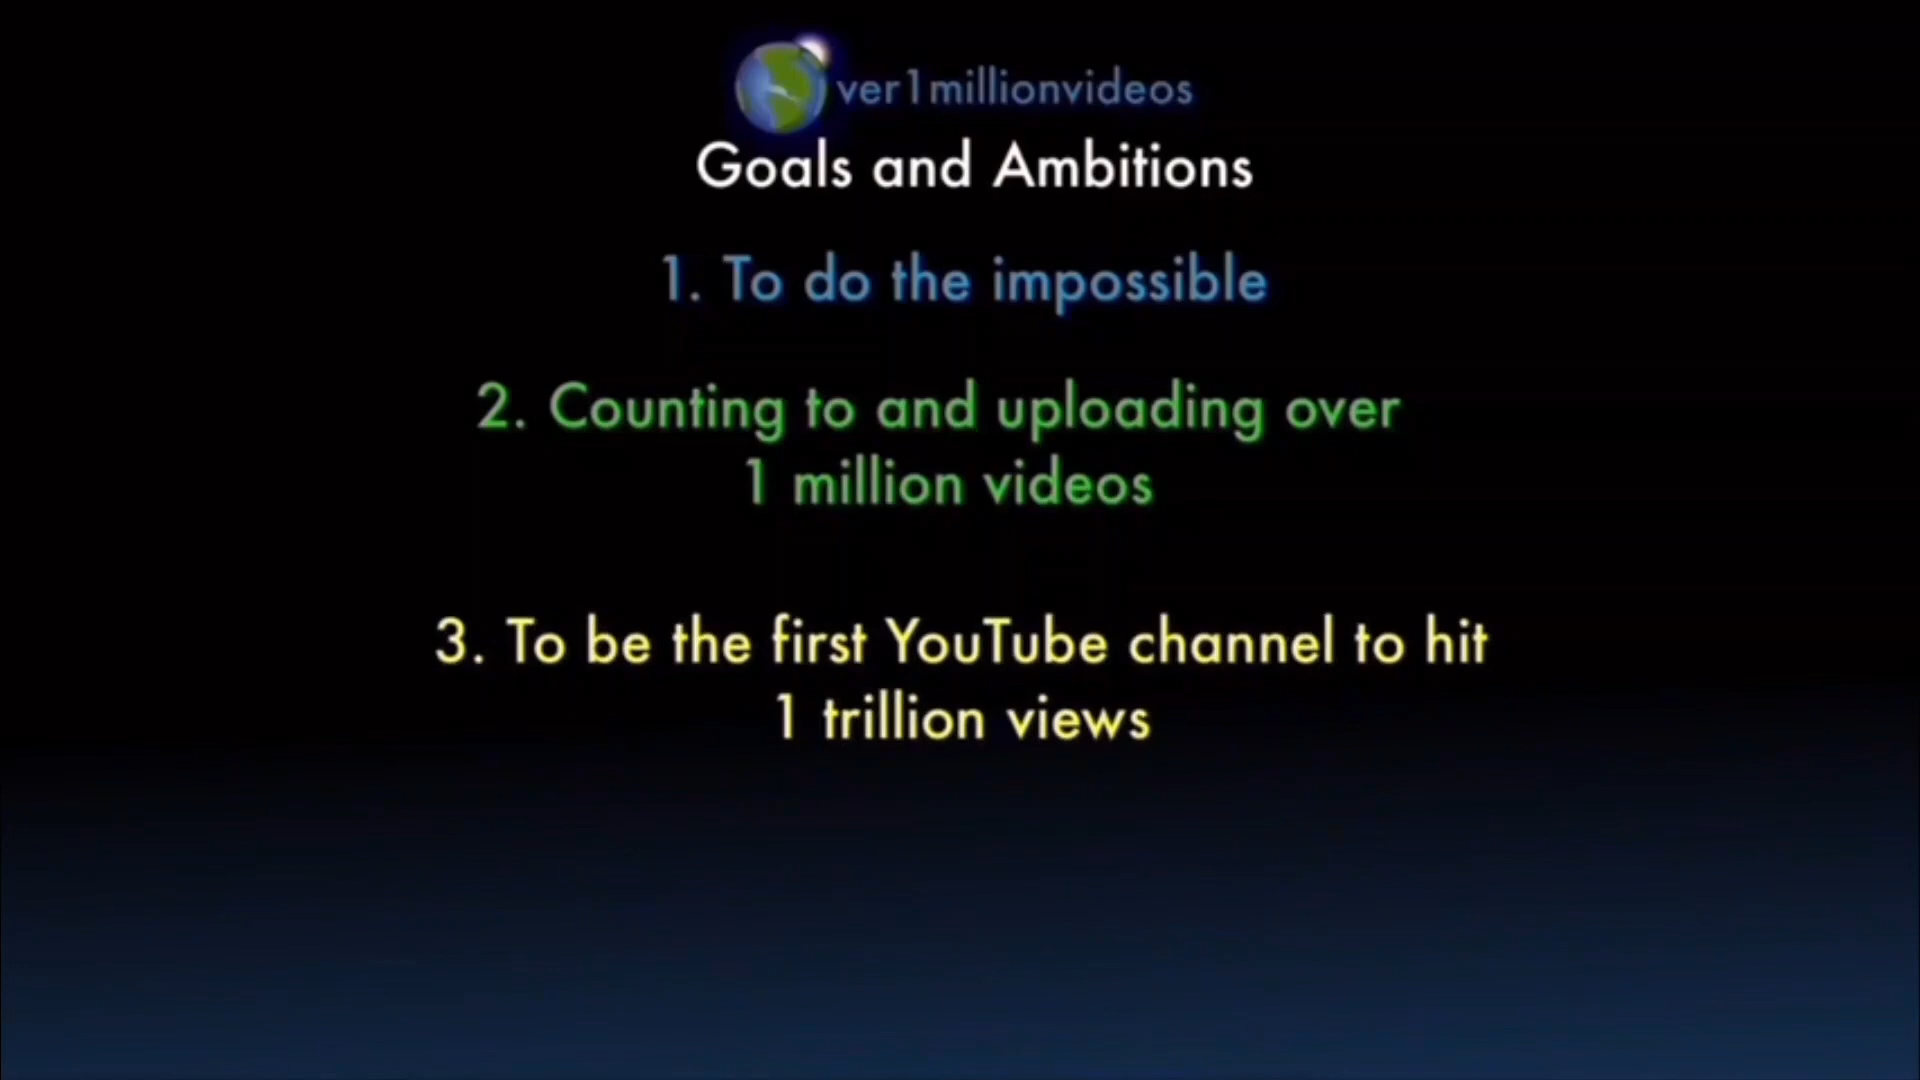 ver1millionvideos
Goals and Ambitions
1. To do the impossible
2. Counting to and uploading over
1 million videos
3. To be the first YouTube channel to hit
1 trillion views